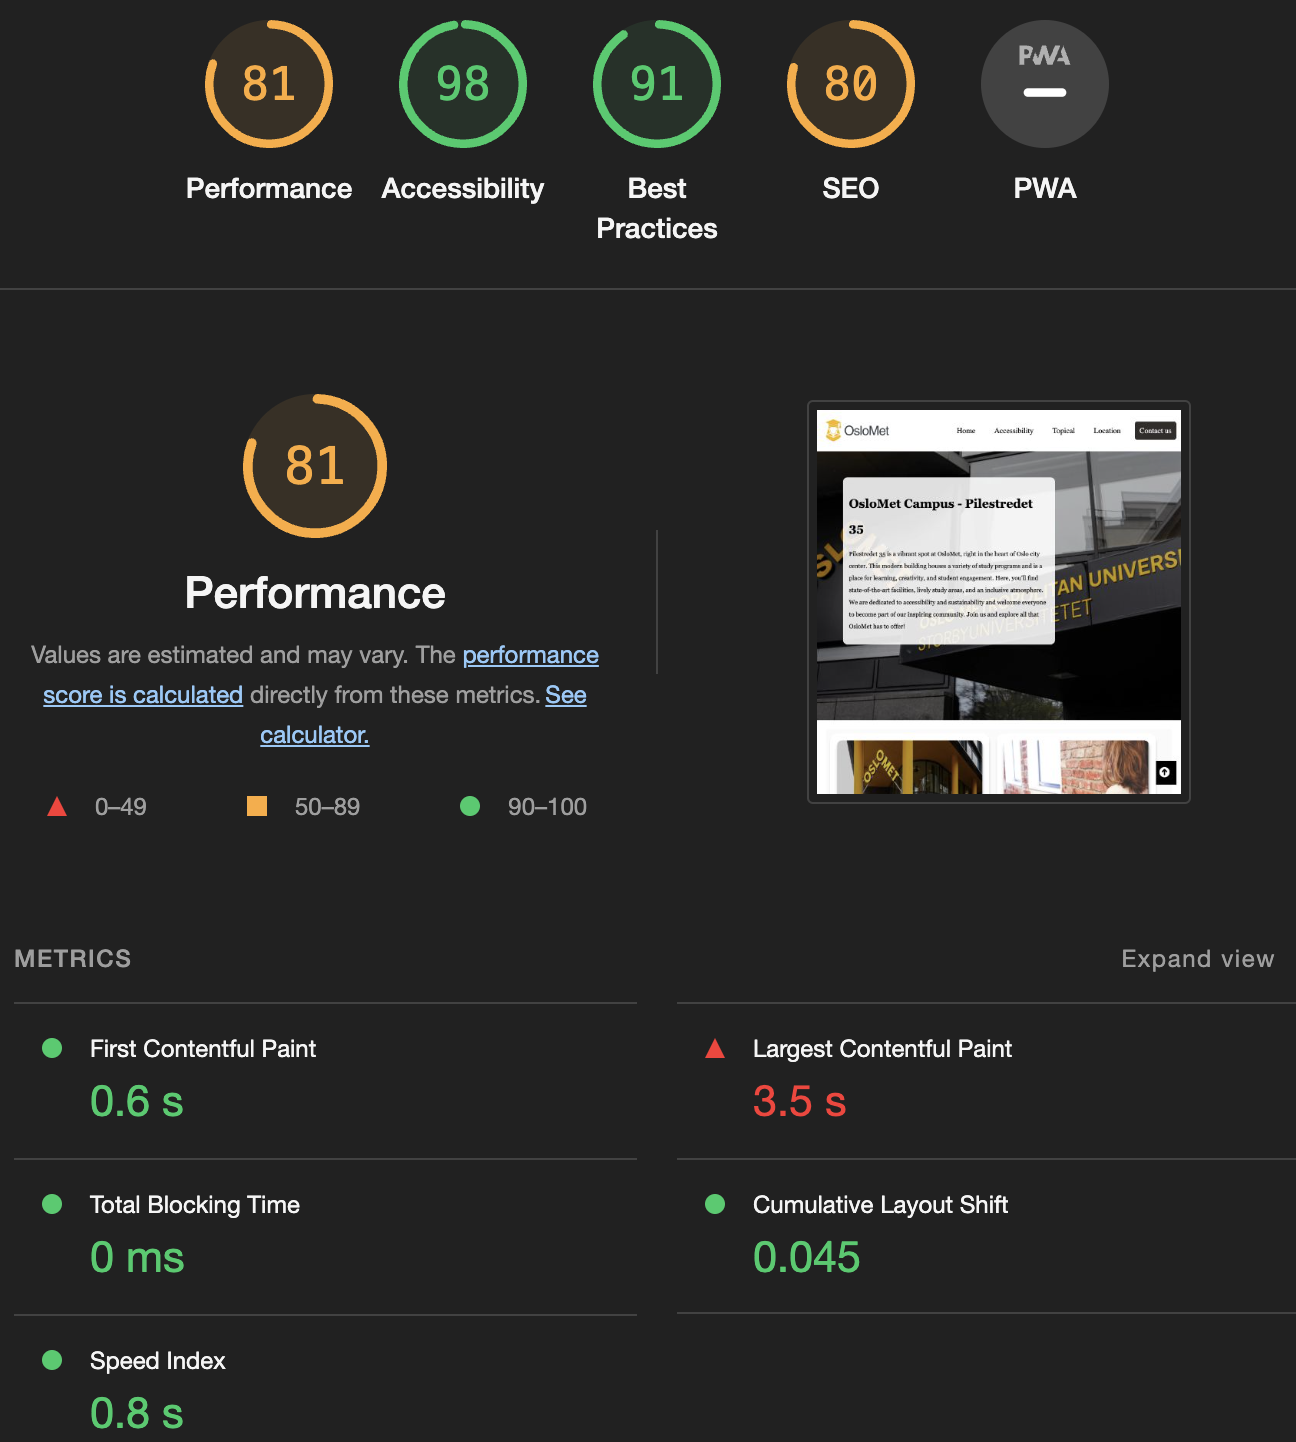 81
98
91
80
PWA
Performance
Accessibility
Best
Practices
SEO
PWA
81
Performance
Values are estimated and may vary. The performance
score is calculated directly from these metrics. See
calculator.
0–49
50–89
90–100
OsloMet
Home
Accessibility
Topical
Location
Contact us
OsloMet Campus - Pilestredet
35
Pilestredet 35 is a vibrant spot at OsloMet, right in the heart of Oslo city
center. This modern building houses a variety of study programs and is a
place for learning, creativity, and student engagement. Here, you'll find
state-of-the-art facilities, lively study areas, and an inclusive atmosphere.
We are dedicated to accessibility and sustainability and welcome everyone
to become part of our inspiring community. Join us and explore all that
OsloMet has to offer!
STORBYUNIVERSITETET
OSLOMET
METRICS
Expand view
First Contentful Paint
0.6 s
Largest Contentful Paint
3.5 s
Total Blocking Time
0 ms
Cumulative Layout Shift
0.045
Speed Index
0.8 s